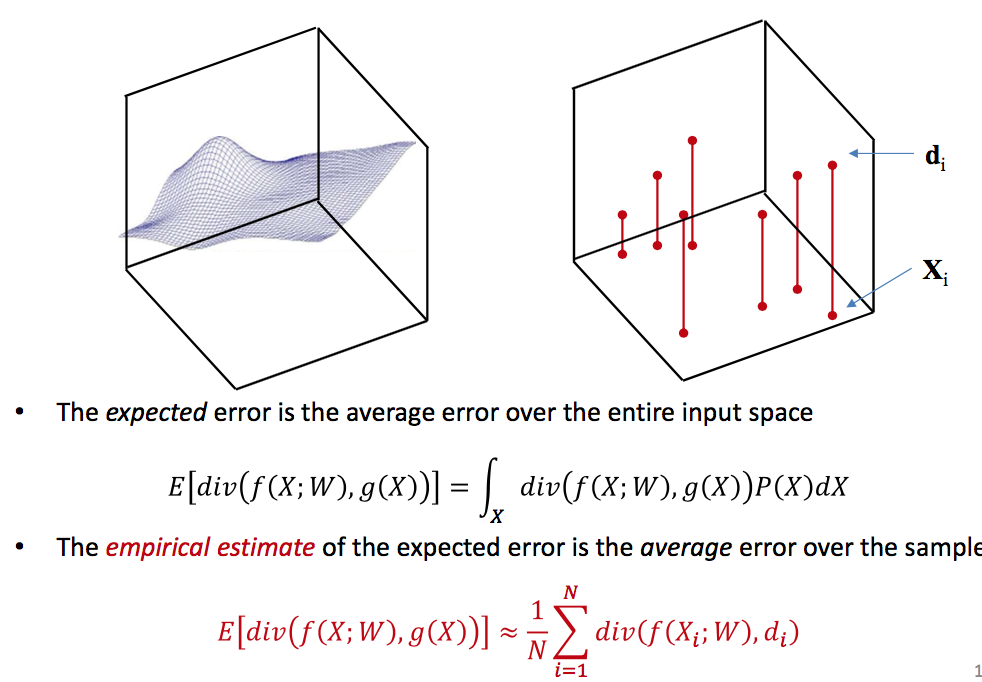 dᵢ
Xᵢ
• The expected error is the average error over the entire input space
E[div(f(X; W), g(X))] = ∫_X div(f(X; W), g(X))P(X)dX
• The empirical estimate of the expected error is the average error over the sample
E[div(f(X; W), g(X))] ≈ 1/N ∑_{i=1}^{N} div(f(Xᵢ; W), dᵢ)
1